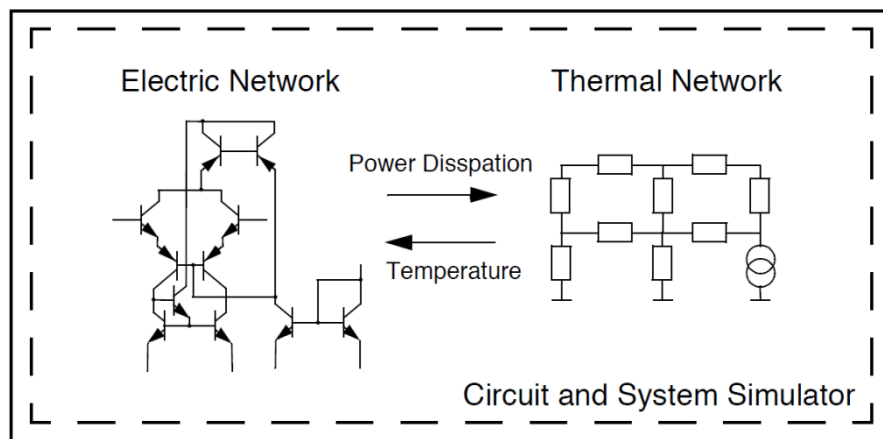 Electric Network
Thermal Network
Power Disspation
Temperature
Circuit and System Simulator